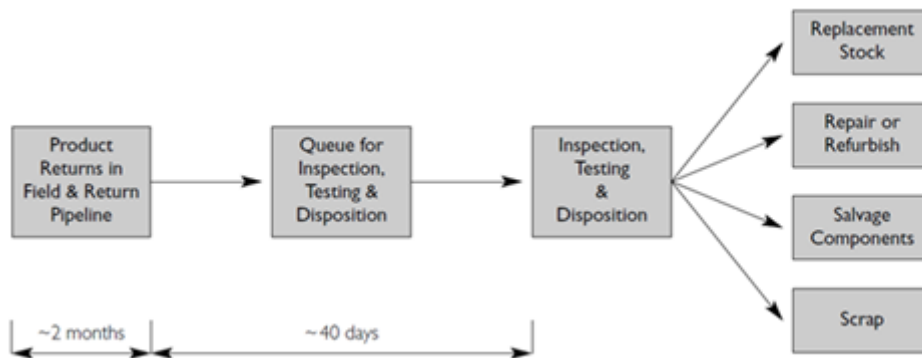 Product
Returns in
Field & Return
Pipeline
Queue for
Inspection,
Testing &
Disposition
Inspection,
Testing
&
Disposition
Replacement
Stock
Repair or
Refurbish
Salvage
Components
Scrap
~2 months
~40 days